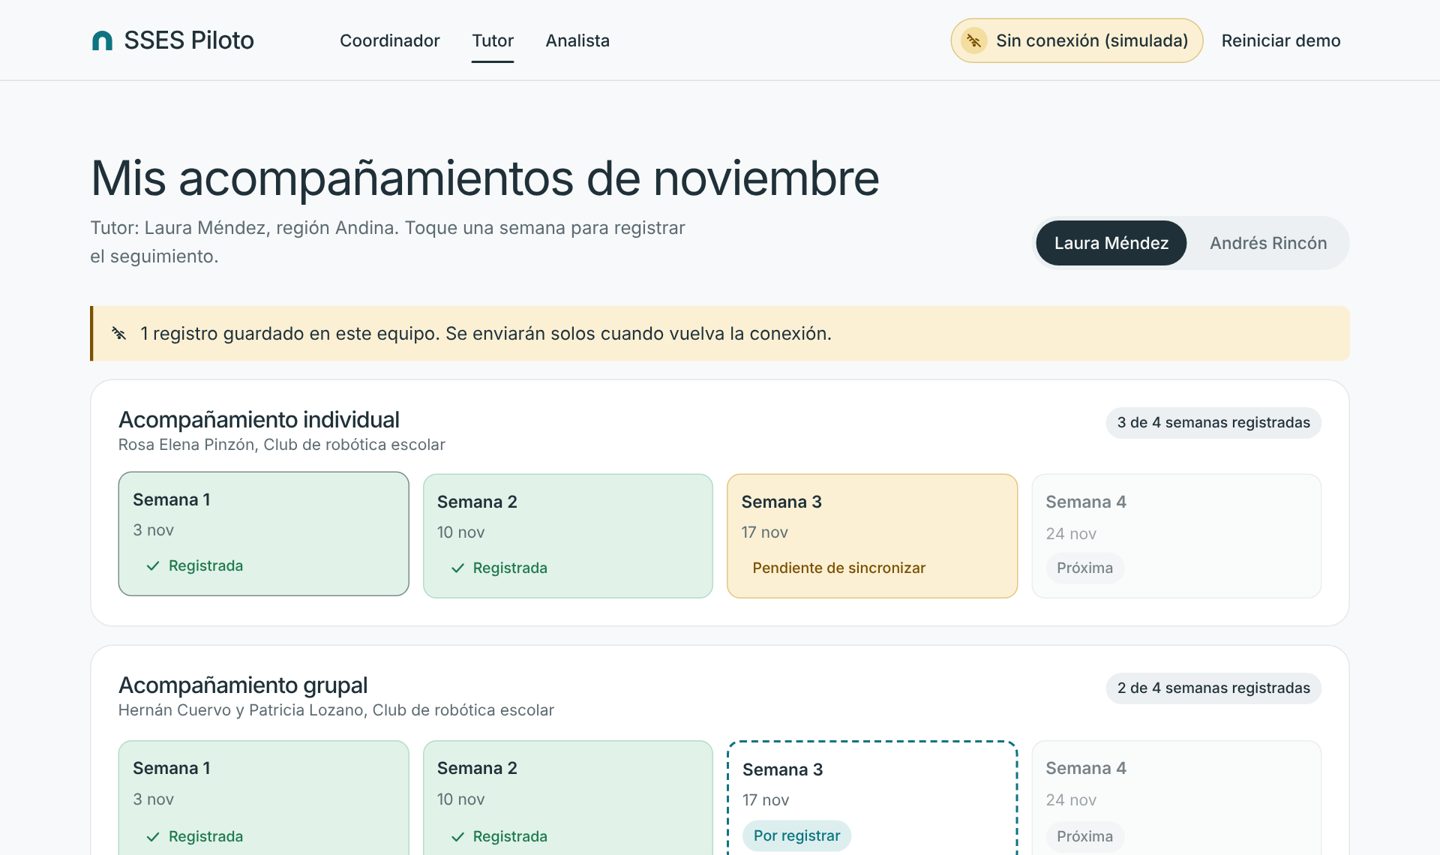 SSES Piloto
Coordinador
Tutor
Analista
Sin conexión (simulada)
Reiniciar demo
Mis acompañamientos de noviembre
Tutor: Laura Méndez, región Andina. Toque una semana para registrar
el seguimiento.
Laura Méndez
Andrés Rincón
1 registro guardado en este equipo. Se enviarán solos cuando vuelva la conexión.
Acompañamiento individual
Rosa Elena Pinzón, Club de robótica escolar
3 de 4 semanas registradas
Semana 1
3 nov
Registrada
Semana 2
10 nov
Registrada
Semana 3
17 nov
Pendiente de sincronizar
Semana 4
24 nov
Próxima
Acompañamiento grupal
Hernán Cuervo y Patricia Lozano, Club de robótica escolar
2 de 4 semanas registradas
Semana 1
3 nov
Registrada
Semana 2
10 nov
Registrada
Semana 3
17 nov
Por registrar
Semana 4
24 nov
Próxima